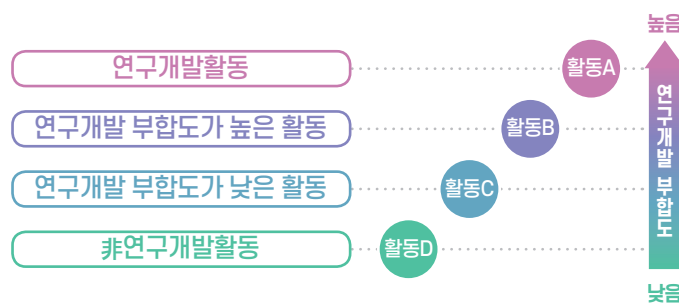 높음
연구개발활동
활동A
연구개발 부합도가 높은 활동
활동B
연구개발 부합도가 낮은 활동
활동C
非연구개발활동
활동D
연구개발 부합도
낮음